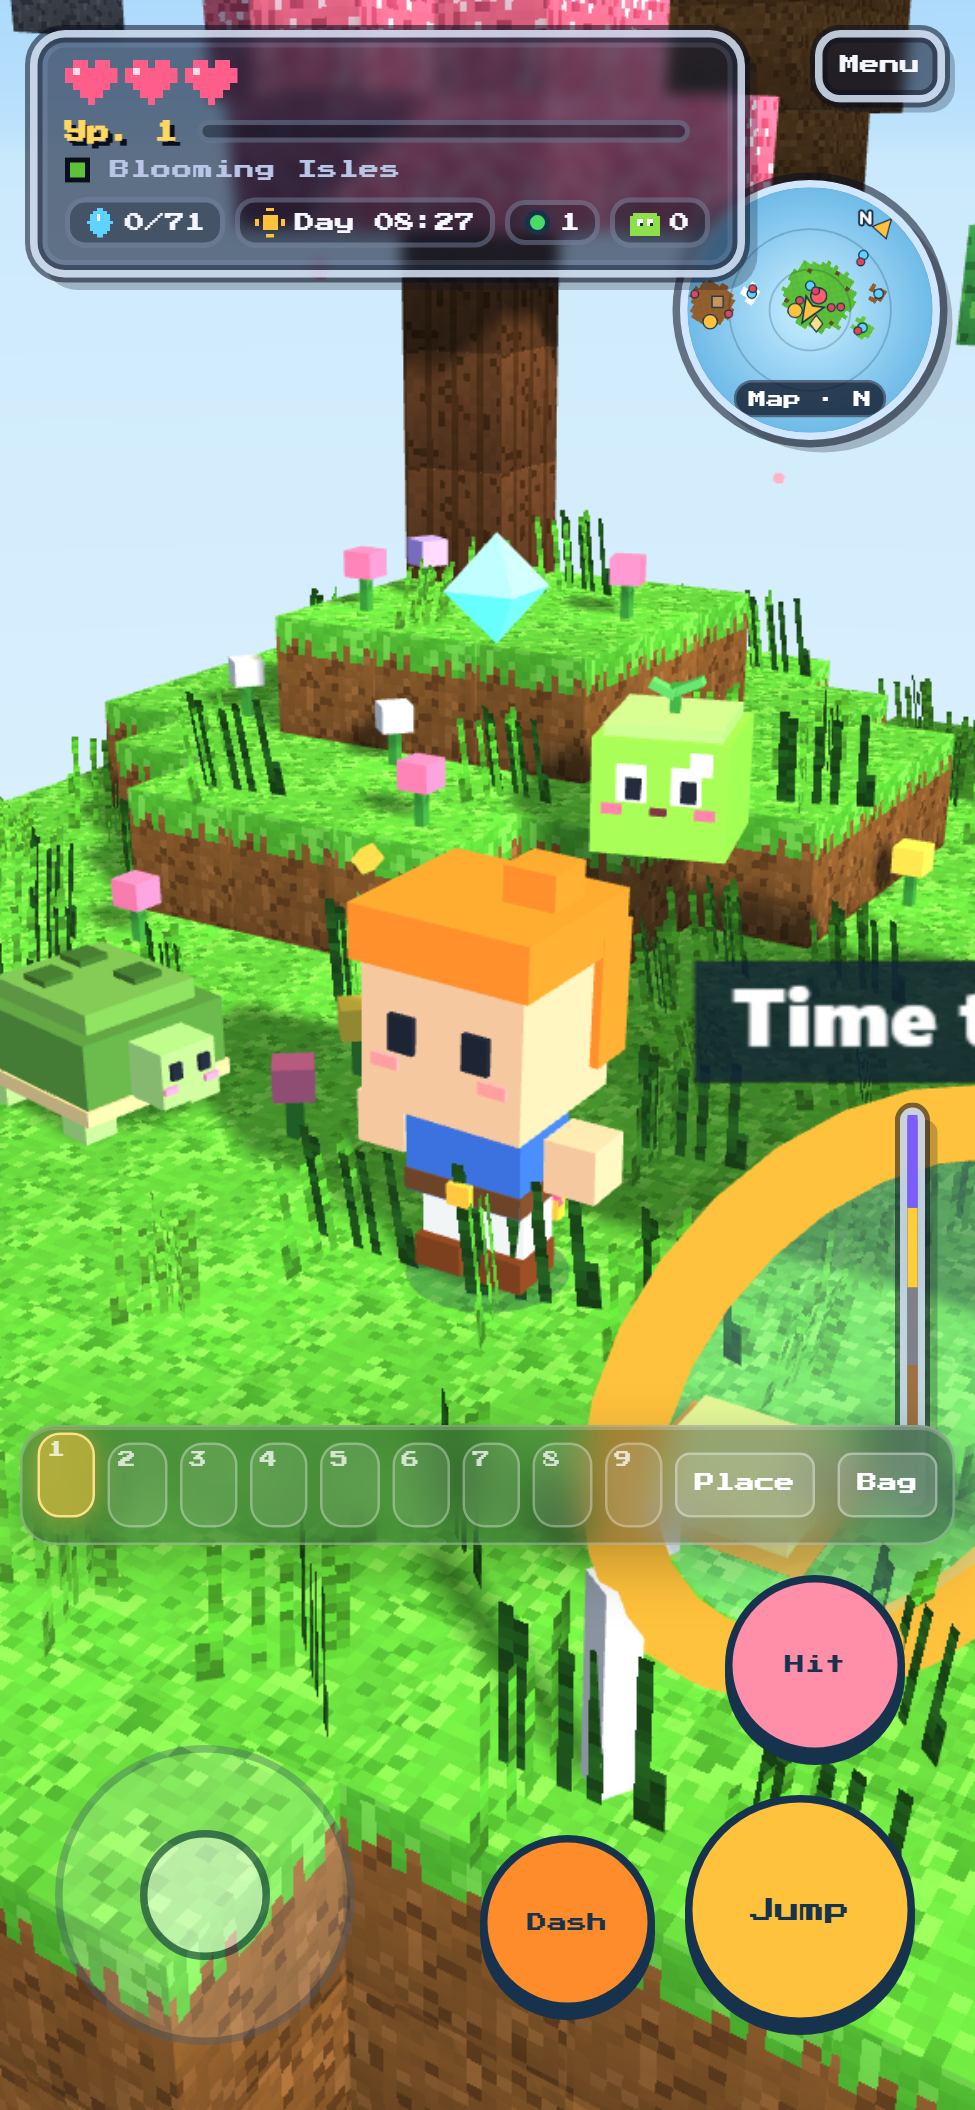 Menu
Yp. 1
Blooming Isles
0/71
Day 08:27
1
0
N
Map · N
Time t
1
2
3
4
5
6
7
8
9
Place
Bag
Hit
Dash
Jump